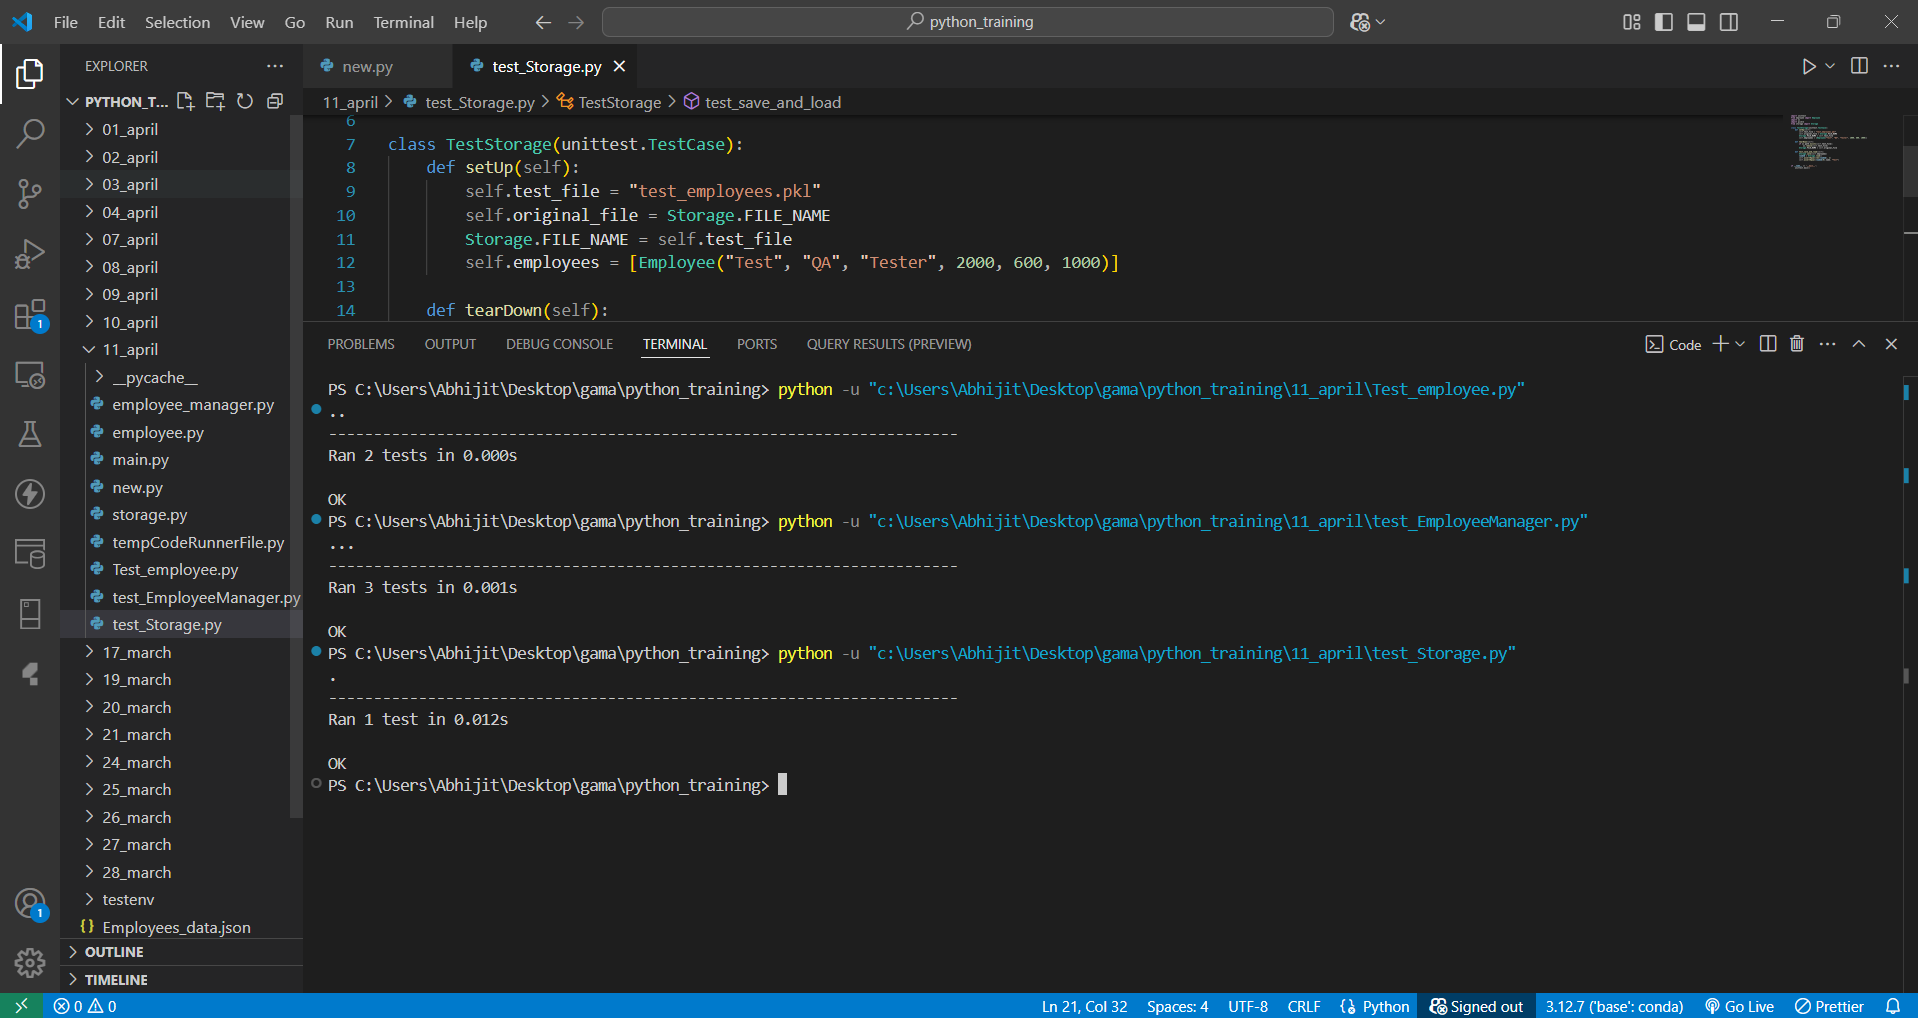 File Edit Selection View Go Run Terminal Help
python_training
EXPLORER
PYTHON_T...
01_april
02_april
03_april
04_april
07_april
08_april
09_april
10_april
11_april
__pycache__
employee_manager.py
employee.py
main.py
new.py
storage.py
tempCodeRunnerFile.py
Test_employee.py
test_EmployeeManager.py
test_Storage.py
17_march
19_march
20_march
21_march
24_march
25_march
26_march
27_march
28_march
testenv
{} Employees_data.json
OUTLINE
TIMELINE
1
1
new.py test_Storage.py
11_april > test_Storage.py > TestStorage > test_save_and_load
6
7 class TestStorage(unittest.TestCase):
8 def setUp(self):
9 self.test_file = "test_employees.pkl"
10 self.original_file = Storage.FILE_NAME
11 Storage.FILE_NAME = self.test_file
12 self.employees = [Employee("Test", "QA", "Tester", 2000, 600, 1000)]
13
14 def tearDown(self):
PROBLEMS OUTPUT DEBUG CONSOLE TERMINAL PORTS QUERY RESULTS (PREVIEW)
Code
PS C:\Users\Abhijit\Desktop\gama\python_training> python -u "c:\Users\Abhijit\Desktop\gama\python_training\11_april\Test_employee.py"
..
----------------------------------------------------------------------
Ran 2 tests in 0.000s
OK
PS C:\Users\Abhijit\Desktop\gama\python_training> python -u "c:\Users\Abhijit\Desktop\gama\python_training\11_april\test_EmployeeManager.py"
...
----------------------------------------------------------------------
Ran 3 tests in 0.001s
OK
PS C:\Users\Abhijit\Desktop\gama\python_training> python -u "c:\Users\Abhijit\Desktop\gama\python_training\11_april\test_Storage.py"
.
----------------------------------------------------------------------
Ran 1 test in 0.012s
OK
PS C:\Users\Abhijit\Desktop\gama\python_training>
0 0 Ln 21, Col 32 Spaces: 4 UTF-8 CRLF {} Python Signed out 3.12.7 ('base': conda) Go Live Prettier